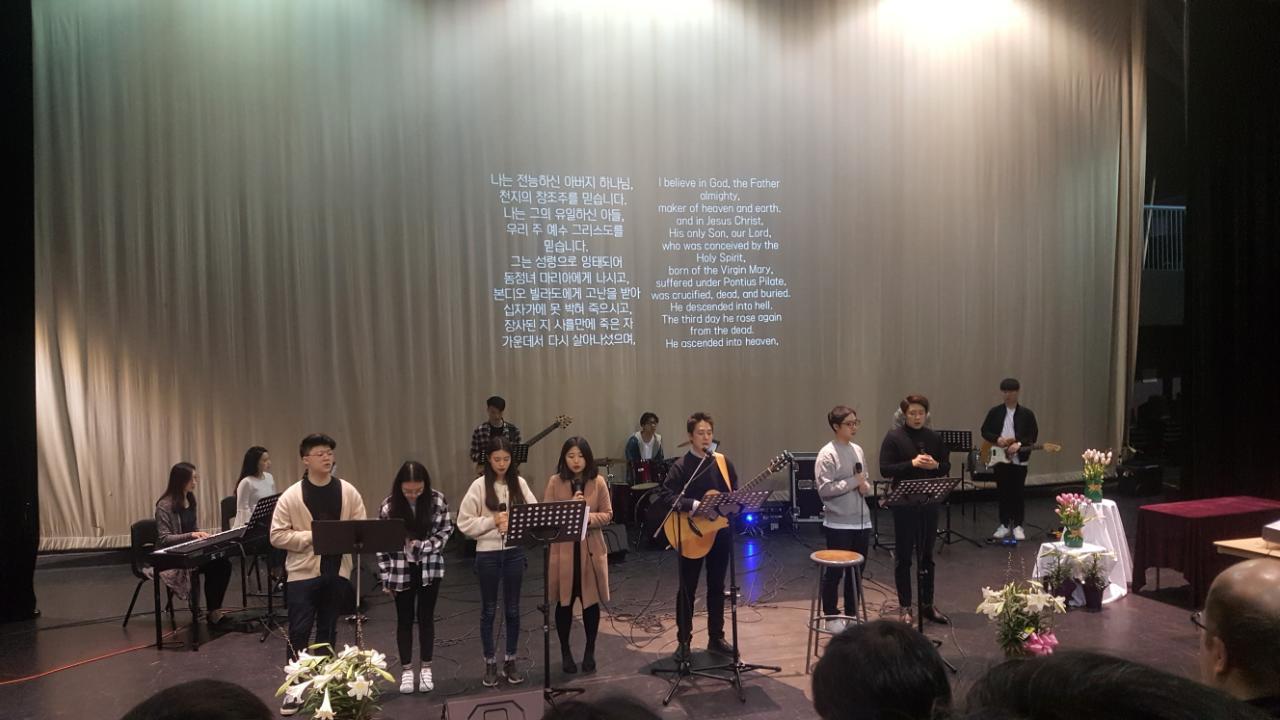 나는 전능하신 아버지 하나님,
천지의 창조주를 믿습니다.
나는 그의 유일하신 아들,
우리 주 예수 그리스도를
믿습니다.
그는 성령으로 잉태되어
동정녀 마리아에게 나시고,
본디오 빌라도에게 고난을 받아
십자가에 못 박혀 죽으시고,
장사된 지 사흘만에 죽은 자
가운데서 다시 살아나셨으며,
I believe in God, the Father
almighty,
maker of heaven and earth.
and in Jesus Christ,
His only Son, our Lord,
who was conceived by the
Holy Spirit,
born of the Virgin Mary,
suffered under Pontius Pilate,
was crucified, dead, and buried.
He descended into hell.
The third day he rose again
from the dead.
He ascended into heaven,